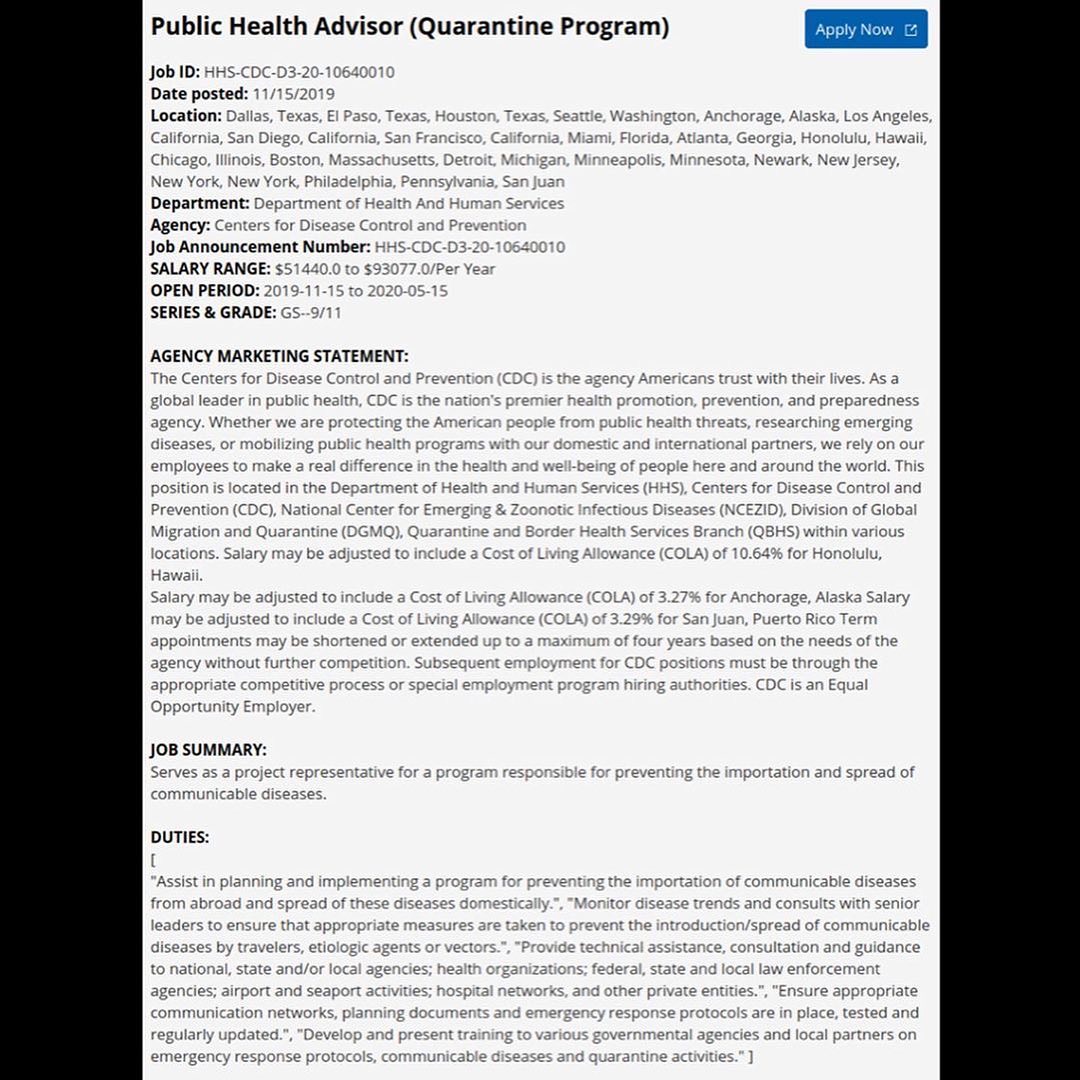 Public Health Advisor (Quarantine Program)
Apply Now
Job ID: HHS-CDC-D3-20-10640010
Date posted: 11/15/2019
Location: Dallas, Texas, El Paso, Texas, Houston, Texas, Seattle, Washington, Anchorage, Alaska, Los Angeles,
California, San Diego, California, San Francisco, California, Miami, Florida, Atlanta, Georgia, Honolulu, Hawaii,
Chicago, Illinois, Boston, Massachusetts, Detroit, Michigan, Minneapolis, Minnesota, Newark, New Jersey,
New York, New York, Philadelphia, Pennsylvania, San Juan
Department: Department of Health And Human Services
Agency: Centers for Disease Control and Prevention
Job Announcement Number: HHS-CDC-D3-20-10640010
SALARY RANGE: $51440.0 to $93077.0/Per Year
OPEN PERIOD: 2019-11-15 to 2020-05-15
SERIES & GRADE: GS--9/11
AGENCY MARKETING STATEMENT:
The Centers for Disease Control and Prevention (CDC) is the agency Americans trust with their lives. As a
global leader in public health, CDC is the nation's premier health promotion, prevention, and preparedness
agency. Whether we are protecting the American people from public health threats, researching emerging
diseases, or mobilizing public health programs with our domestic and international partners, we rely on our
employees to make a real difference in the health and well-being of people here and around the world. This
position is located in the Department of Health and Human Services (HHS), Centers for Disease Control and
Prevention (CDC), National Center for Emerging & Zoonotic Infectious Diseases (NCEZID), Division of Global
Migration and Quarantine (DGMQ), Quarantine and Border Health Services Branch (QBHS) within various
locations. Salary may be adjusted to include a Cost of Living Allowance (COLA) of 10.64% for Honolulu,
Hawaii.
Salary may be adjusted to include a Cost of Living Allowance (COLA) of 3.27% for Anchorage, Alaska Salary
may be adjusted to include a Cost of Living Allowance (COLA) of 3.29% for San Juan, Puerto Rico Term
appointments may be shortened or extended up to a maximum of four years based on the needs of the
agency without further competition. Subsequent employment for CDC positions must be through the
appropriate competitive process or special employment program hiring authorities. CDC is an Equal
Opportunity Employer.
JOB SUMMARY:
Serves as a project representative for a program responsible for preventing the importation and spread of
communicable diseases.
DUTIES:
[
"Assist in planning and implementing a program for preventing the importation of communicable diseases
from abroad and spread of these diseases domestically.", "Monitor disease trends and consults with senior
leaders to ensure that appropriate measures are taken to prevent the introduction/spread of communicable
diseases by travelers, etiologic agents or vectors.", "Provide technical assistance, consultation and guidance
to national, state and/or local agencies; health organizations; federal, state and local law enforcement
agencies; airport and seaport activities; hospital networks, and other private entities.", "Ensure appropriate
communication networks, planning documents and emergency response protocols are in place, tested and
regularly updated.", "Develop and present training to various governmental agencies and local partners on
emergency response protocols, communicable diseases and quarantine activities." ]